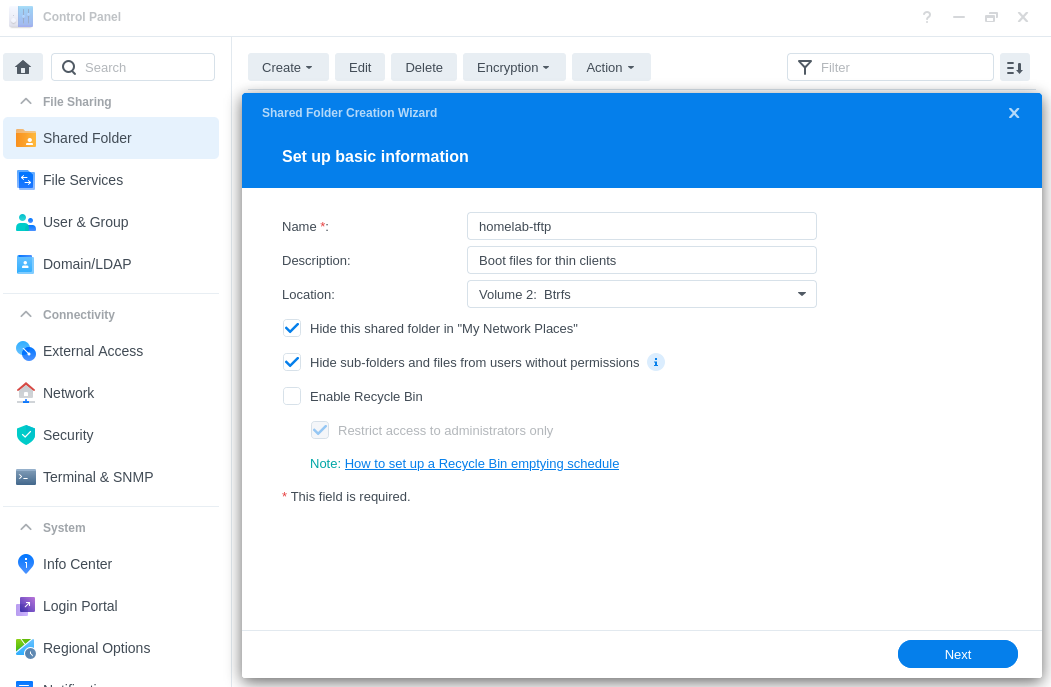 Control Panel
Search
Create Edit Delete Encryption Action
Filter
File Sharing
Shared Folder
File Services
User & Group
Domain/LDAP
Connectivity
External Access
Network
Security
Terminal & SNMP
System
Info Center
Login Portal
Regional Options
Shared Folder Creation Wizard
Set up basic information
Name *: homelab-tftp
Description: Boot files for thin clients
Location: Volume 2: Btrfs
Hide this shared folder in "My Network Places"
Hide sub-folders and files from users without permissions
Enable Recycle Bin
Restrict access to administrators only
Note: How to set up a Recycle Bin emptying schedule
* This field is required.
Next